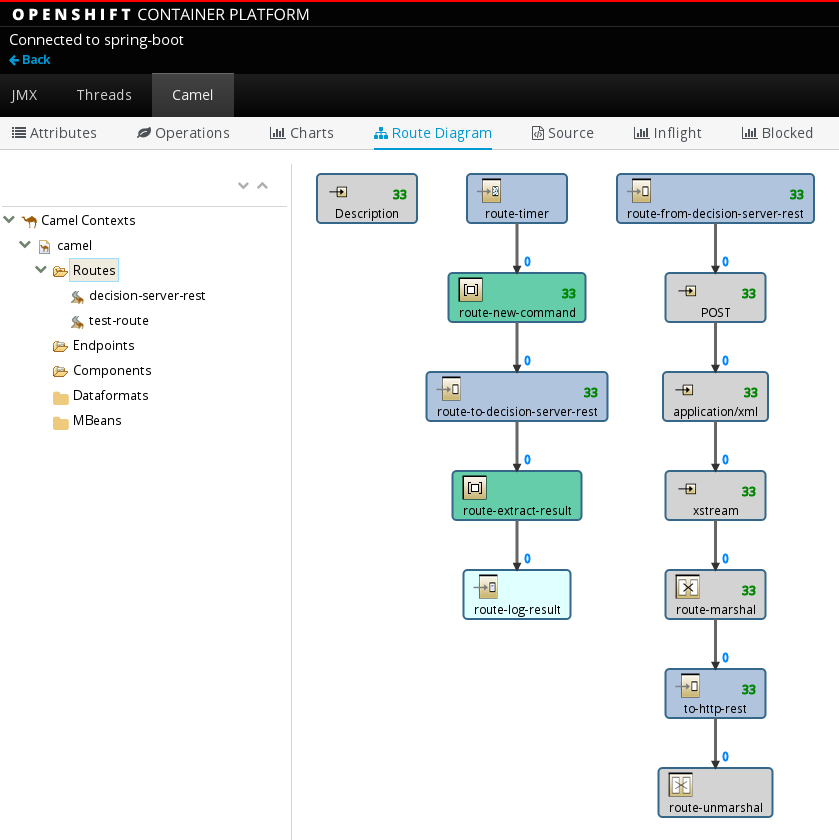 OPENSHIFT CONTAINER PLATFORM
Connected to spring-boot
Back
JMX Threads Camel
Attributes Operations Charts Route Diagram Source Inflight Blocked
Camel Contexts
camel
Routes
decision-server-rest
test-route
Endpoints
Components
Dataformats
MBeans
33
Description
route-timer
0
33
route-new-command
0
33
route-to-decision-server-rest
0
route-extract-result
0
route-log-result
33
route-from-decision-server-rest
0
33
POST
0
33
application/xml
0
33
xstream
0
33
route-marshal
0
33
to-http-rest
0
route-unmarshal